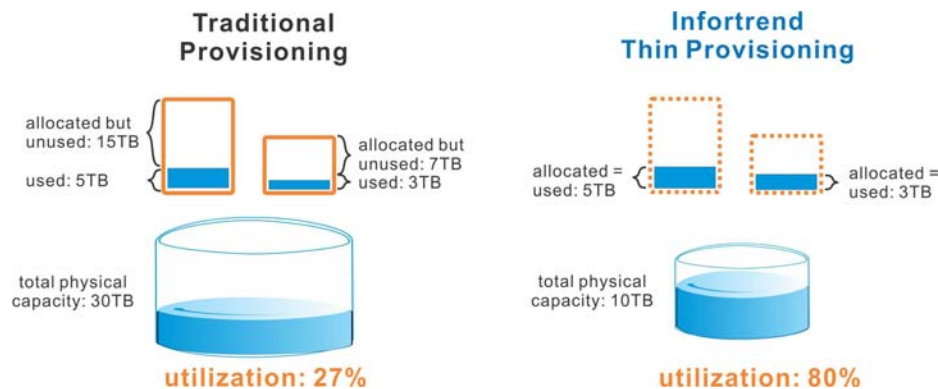 Traditional
Provisioning
allocated but
unused: 15TB
used: 5TB
allocated but
unused: 7TB
used: 3TB
total physical
capacity: 30TB
utilization: 27%
Infortrend
Thin Provisioning
allocated =
used: 5TB
allocated =
used: 3TB
total physical
capacity: 10TB
utilization: 80%